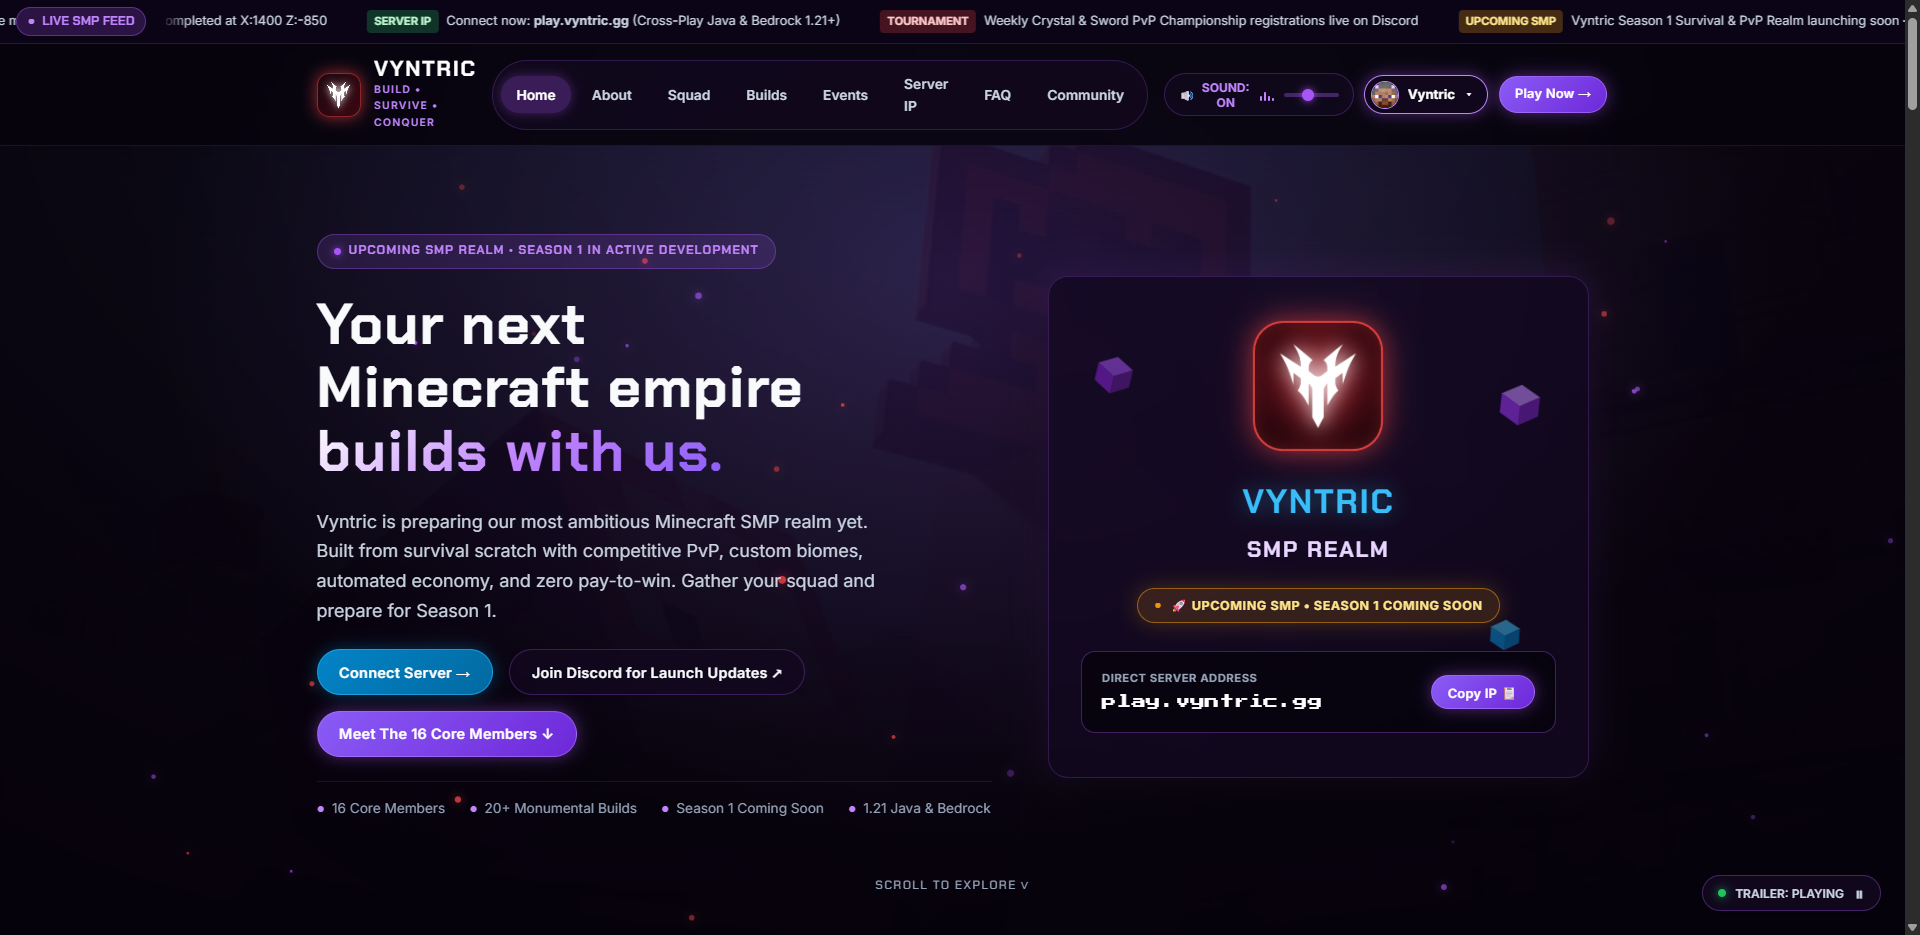 LIVE SMP FEED
ompleted at X:1400 Z:-850
SERVER IP Connect now: play.vyntric.gg (Cross-Play Java & Bedrock 1.21+)
TOURNAMENT Weekly Crystal & Sword PvP Championship registrations live on Discord
UPCOMING SMP Vyntric Season 1 Survival & PvP Realm launching soon
VYNTRIC
BUILD •
SURVIVE •
CONQUER
Home
About
Squad
Builds
Events
Server
IP
FAQ
Community
SOUND:
ON
Vyntric
Play Now →
UPCOMING SMP REALM • SEASON 1 IN ACTIVE DEVELOPMENT
Your next
Minecraft empire
builds with us.
Vyntric is preparing our most ambitious Minecraft SMP realm yet.
Built from survival scratch with competitive PvP, custom biomes,
automated economy, and zero pay-to-win. Gather your squad and
prepare for Season 1.
Connect Server →
Join Discord for Launch Updates ↗
Meet The 16 Core Members ↓
16 Core Members
20+ Monumental Builds
Season 1 Coming Soon
1.21 Java & Bedrock
VYNTRIC
SMP REALM
🚀 UPCOMING SMP • SEASON 1 COMING SOON
DIRECT SERVER ADDRESS
play.vyntric.gg
Copy IP 📋
SCROLL TO EXPLORE V
TRAILER: PLAYING ⏸